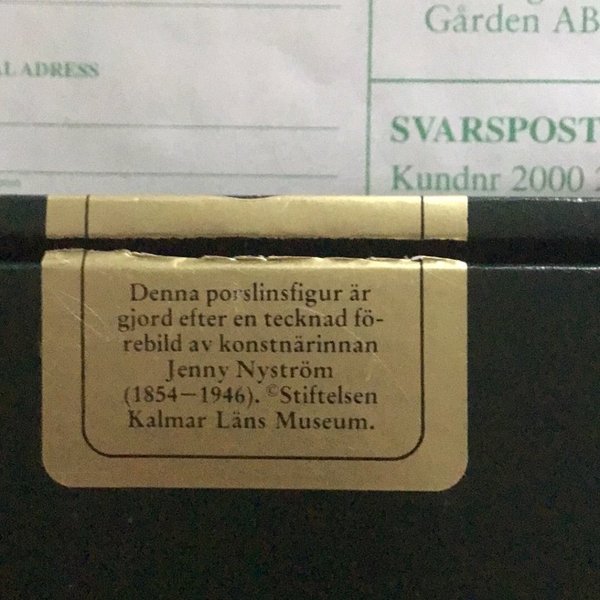 Gården AB
ADRESS
SVARSPOST
Kundnr 2000
Denna porslinsfigur är
gjord efter en tecknad fö-
rebild av konstnärinnan
Jenny Nyström
(1854–1946). ©Stiftelsen
Kalmar Läns Museum.